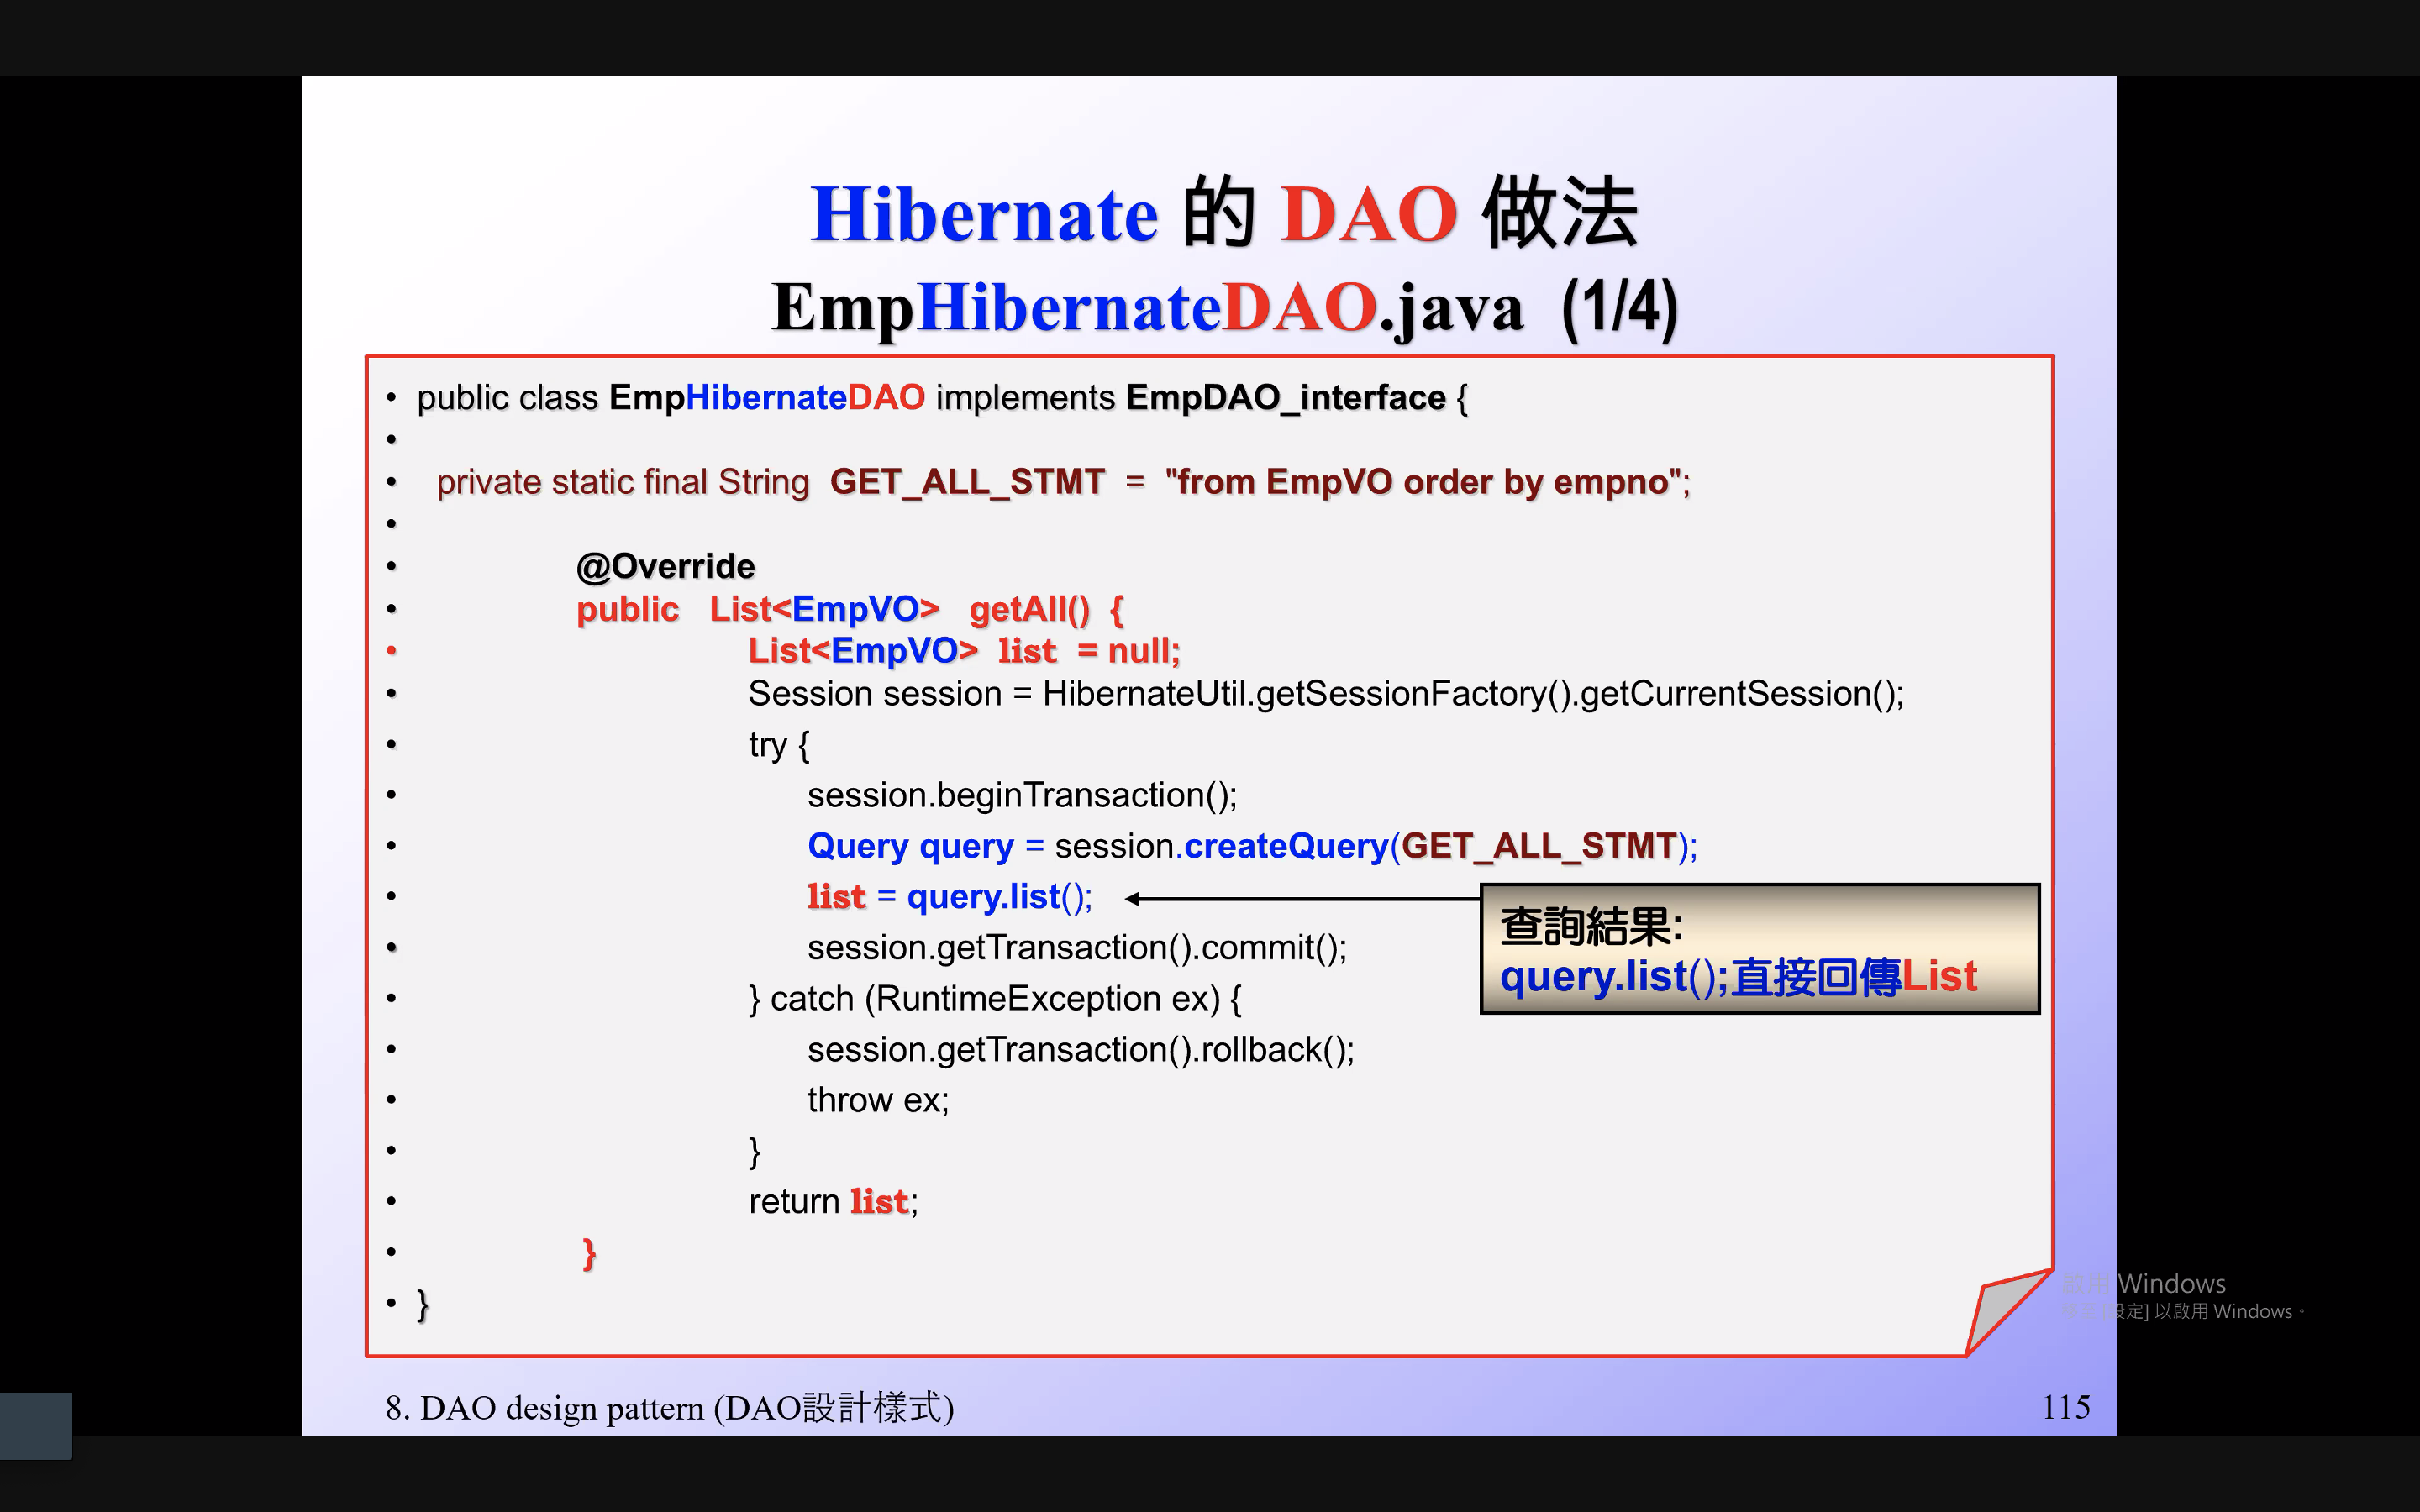 Hibernate 的 DAO 做法
EmpHibernateDAO.java (1/4)
• public class EmpHibernateDAO implements EmpDAO_interface {
•
• private static final String GET_ALL_STMT = "from EmpVO order by empno";
•
• @Override
• public List<EmpVO> getAll() {
• List<EmpVO> list = null;
• Session session = HibernateUtil.getSessionFactory().getCurrentSession();
• try {
• session.beginTransaction();
• Query query = session.createQuery(GET_ALL_STMT);
• list = query.list();
查詢結果:
query.list();直接回傳List
• session.getTransaction().commit();
• } catch (RuntimeException ex) {
• session.getTransaction().rollback();
• throw ex;
• }
• return list;
• }
• }
啟用 Windows
設定] 以啟用 Windows。
8. DAO design pattern (DAO設計樣式)
115